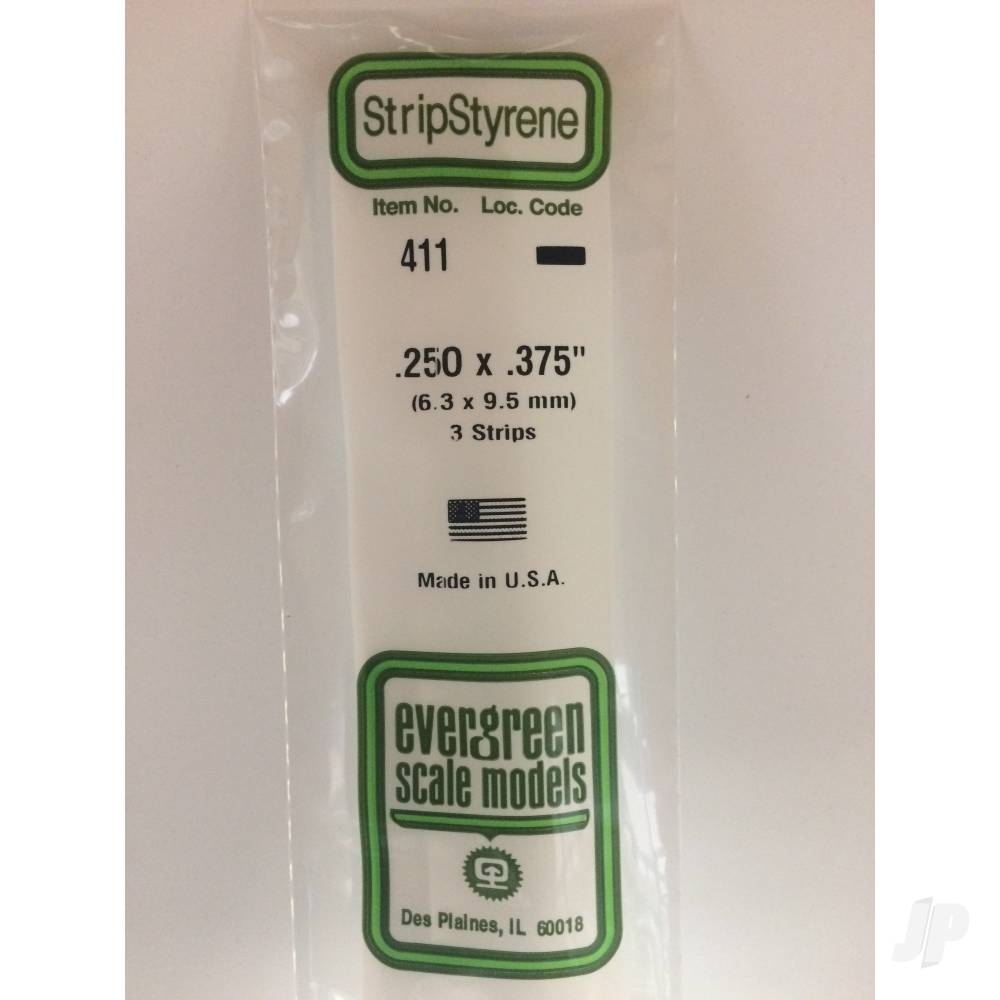 StripStyrene
Item No. Loc. Code
411
.250 x .375"
(6.3 x 9.5 mm)
3 Strips
Made in U.S.A.
evergreen
scale models
Des Plaines, IL 60018
JP